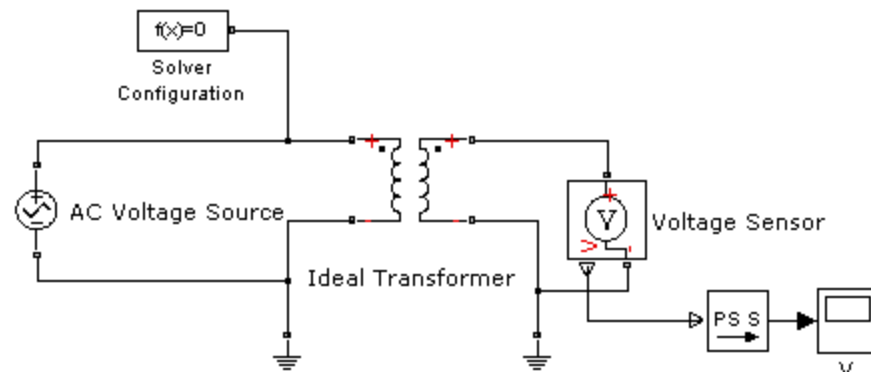 f(x)=0
Solver
Configuration
AC Voltage Source
Ideal Transformer
V
Voltage Sensor
V
PS S
V